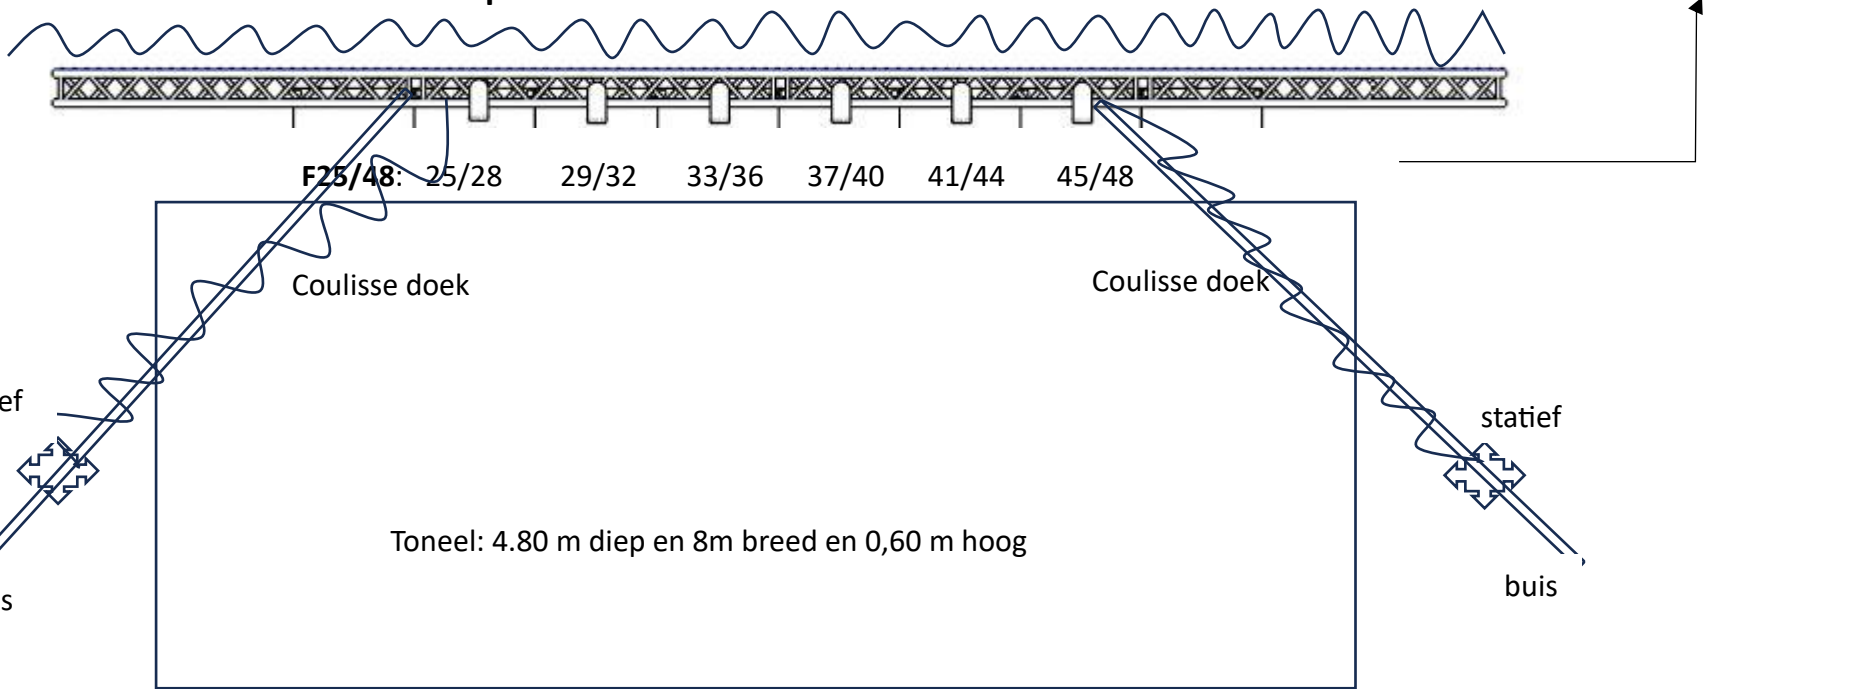 F25/48: 25/28 29/32 33/36 37/40 41/44 45/48
Coulisse doek
Coulisse doek
ef
statief
Toneel: 4.80 m diep en 8m breed en 0,60 m hoog
buis
s